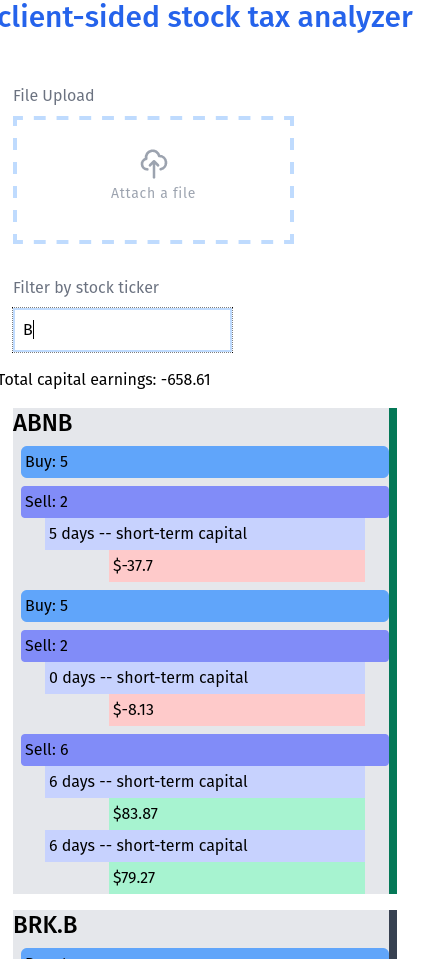 client-sided stock tax analyzer
File Upload
Attach a file
Filter by stock ticker
B
Total capital earnings: -658.61
ABNB
Buy: 5
Sell: 2
5 days -- short-term capital
$-37.7
Buy: 5
Sell: 2
0 days -- short-term capital
$-8.13
Sell: 6
6 days -- short-term capital
$83.87
6 days -- short-term capital
$79.27
BRK.B